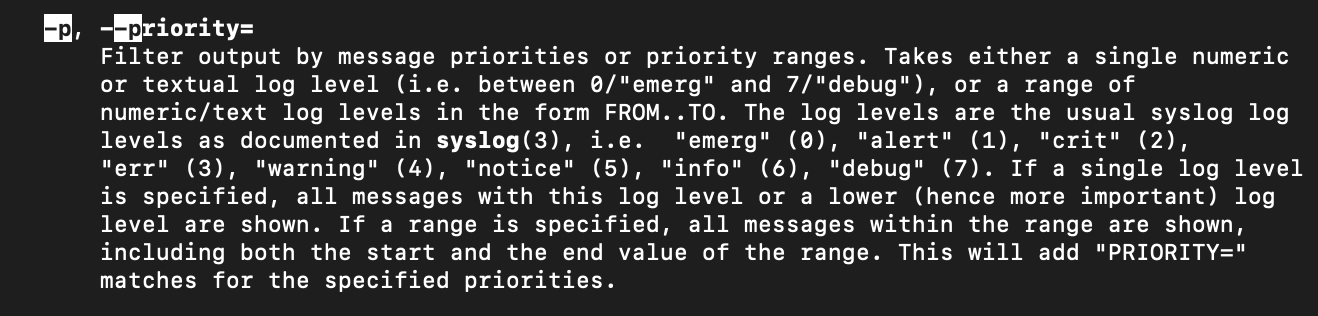 -p, --priority=
Filter output by message priorities or priority ranges. Takes either a single numeric
or textual log level (i.e. between 0/"emerg" and 7/"debug"), or a range of
numeric/text log levels in the form FROM..TO. The log levels are the usual syslog log
levels as documented in syslog(3), i.e.  "emerg" (0), "alert" (1), "crit" (2),
"err" (3), "warning" (4), "notice" (5), "info" (6), "debug" (7). If a single log level
is specified, all messages with this log level or a lower (hence more important) log
level are shown. If a range is specified, all messages within the range are shown,
including both the start and the end value of the range. This will add "PRIORITY="
matches for the specified priorities.